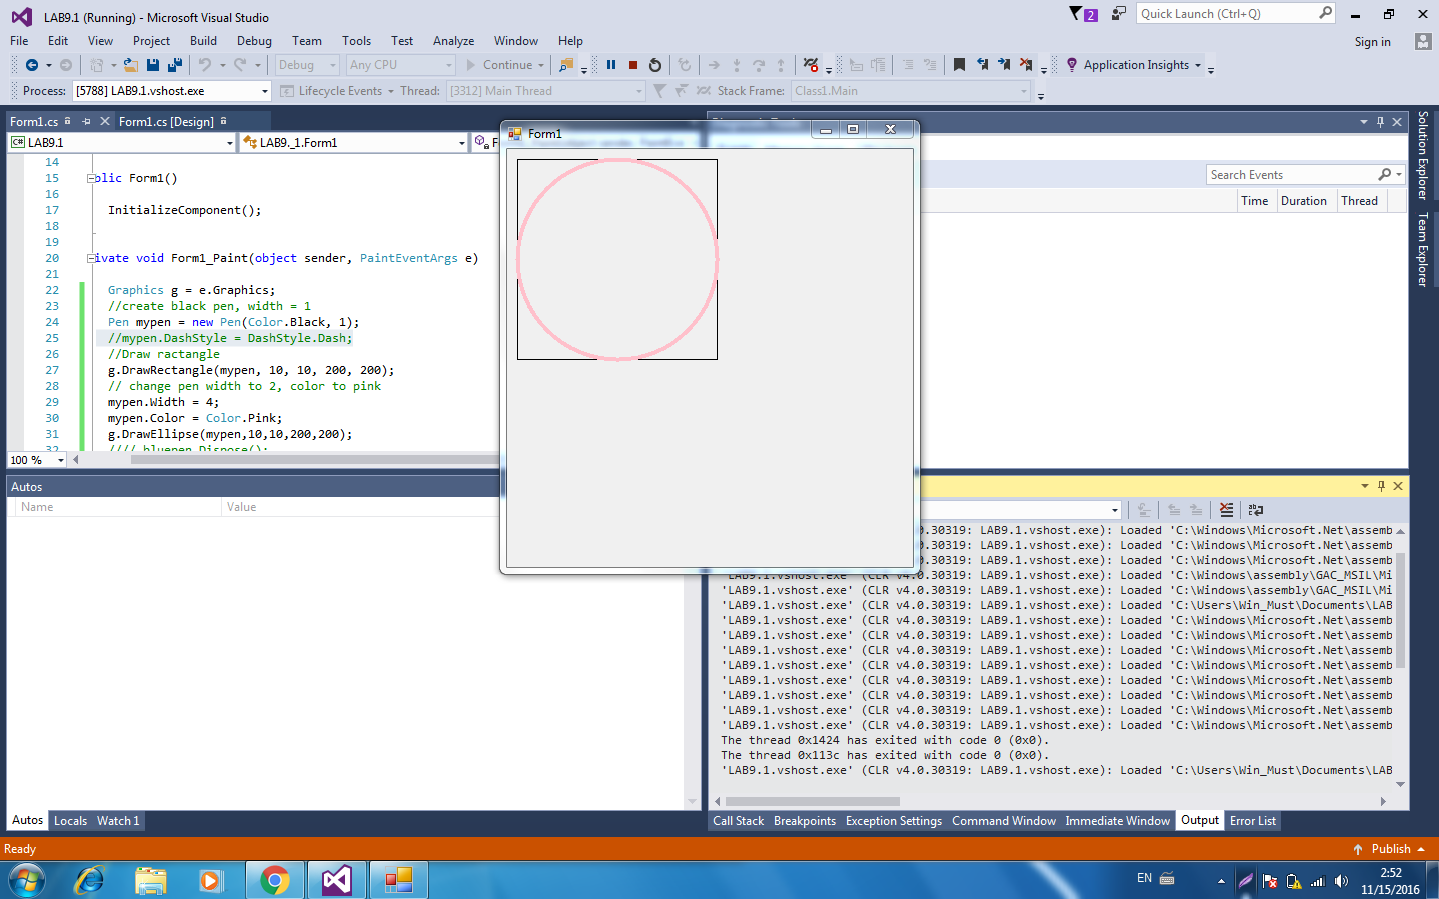 LAB9.1 (Running) - Microsoft Visual Studio
2
Quick Launch (Ctrl+Q)
File Edit View Project Build Debug Team Tools Test Analyze Window Help
Sign in
Debug Any CPU Continue Application Insights
Process: [5788] LAB9.1.vshost.exe Lifecycle Events Thread: [3312] Main Thread Stack Frame: Class1.Main
Form1.cs Form1.cs [Design]
LAB9.1 LAB9._1.Form1
Form1
Search Events
Time Duration Thread
Solution Explorer
Team Explorer
14
15 blic Form1()
16
17 InitializeComponent();
18
19
20 ivate void Form1_Paint(object sender, PaintEventArgs e)
21
22 Graphics g = e.Graphics;
23 //create black pen, width = 1
24 Pen mypen = new Pen(Color.Black, 1);
25 //mypen.DashStyle = DashStyle.Dash;
26 //Draw ractangle
27 g.DrawRectangle(mypen, 10, 10, 200, 200);
28 // change pen width to 2, color to pink
29 mypen.Width = 4;
30 mypen.Color = Color.Pink;
31 g.DrawEllipse(mypen,10,10,200,200);
32 //// bluepen.Dispose();
100 %
Autos
Name Value
.0.30319: LAB9.1.vshost.exe): Loaded 'C:\Windows\Microsoft.Net\assemb
.0.30319: LAB9.1.vshost.exe): Loaded 'C:\Windows\Microsoft.Net\assemb
.0.30319: LAB9.1.vshost.exe): Loaded 'C:\Windows\Microsoft.Net\assemb
'LAB9.1.vshost.exe' (CLR v4.0.30319: LAB9.1.vshost.exe): Loaded 'C:\Windows\assembly\GAC_MSIL\Mi
'LAB9.1.vshost.exe' (CLR v4.0.30319: LAB9.1.vshost.exe): Loaded 'C:\Windows\assembly\GAC_MSIL\Mi
'LAB9.1.vshost.exe' (CLR v4.0.30319: LAB9.1.vshost.exe): Loaded 'C:\Users\Win_Must\Documents\LAB
'LAB9.1.vshost.exe' (CLR v4.0.30319: LAB9.1.vshost.exe): Loaded 'C:\Windows\Microsoft.Net\assemb
'LAB9.1.vshost.exe' (CLR v4.0.30319: LAB9.1.vshost.exe): Loaded 'C:\Windows\Microsoft.Net\assemb
'LAB9.1.vshost.exe' (CLR v4.0.30319: LAB9.1.vshost.exe): Loaded 'C:\Windows\Microsoft.Net\assemb
'LAB9.1.vshost.exe' (CLR v4.0.30319: LAB9.1.vshost.exe): Loaded 'C:\Windows\Microsoft.Net\assemb
'LAB9.1.vshost.exe' (CLR v4.0.30319: LAB9.1.vshost.exe): Loaded 'C:\Windows\Microsoft.Net\assemb
'LAB9.1.vshost.exe' (CLR v4.0.30319: LAB9.1.vshost.exe): Loaded 'C:\Windows\Microsoft.Net\assemb
'LAB9.1.vshost.exe' (CLR v4.0.30319: LAB9.1.vshost.exe): Loaded 'C:\Windows\Microsoft.Net\assemb
'LAB9.1.vshost.exe' (CLR v4.0.30319: LAB9.1.vshost.exe): Loaded 'C:\Windows\Microsoft.Net\assemb
The thread 0x1424 has exited with code 0 (0x0).
The thread 0x113c has exited with code 0 (0x0).
'LAB9.1.vshost.exe' (CLR v4.0.30319: LAB9.1.vshost.exe): Loaded 'C:\Users\Win_Must\Documents\LAB
Autos Locals Watch 1
Call Stack Breakpoints Exception Settings Command Window Immediate Window Output Error List
Ready
Publish
EN
2:52
11/15/2016